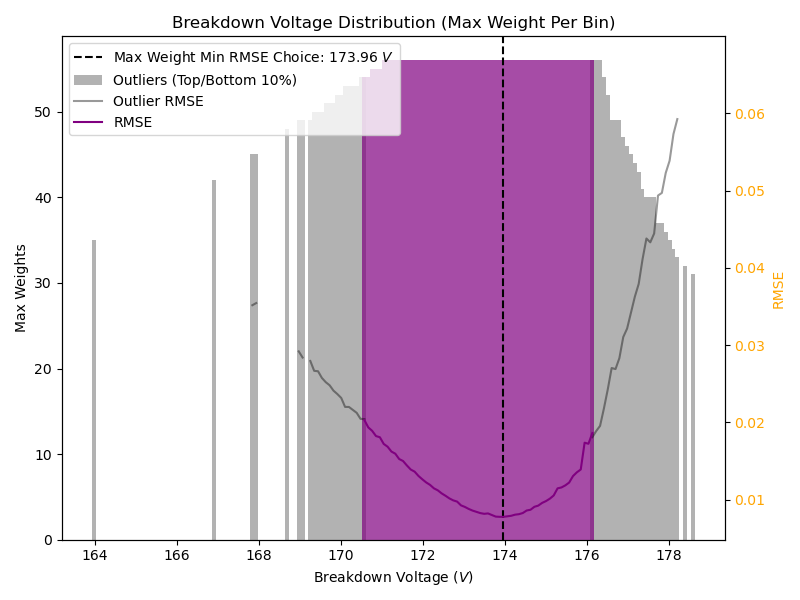 Breakdown Voltage Distribution (Max Weight Per Bin)
Max Weight Min RMSE Choice: 173.96 V
Outliers (Top/Bottom 10%)
Outlier RMSE
RMSE
Max Weights
50
40
30
20
10
0
0.06
0.05
0.04
0.03
0.02
0.01
RMSE
164 166 168 170 172 174 176 178
Breakdown Voltage (V)